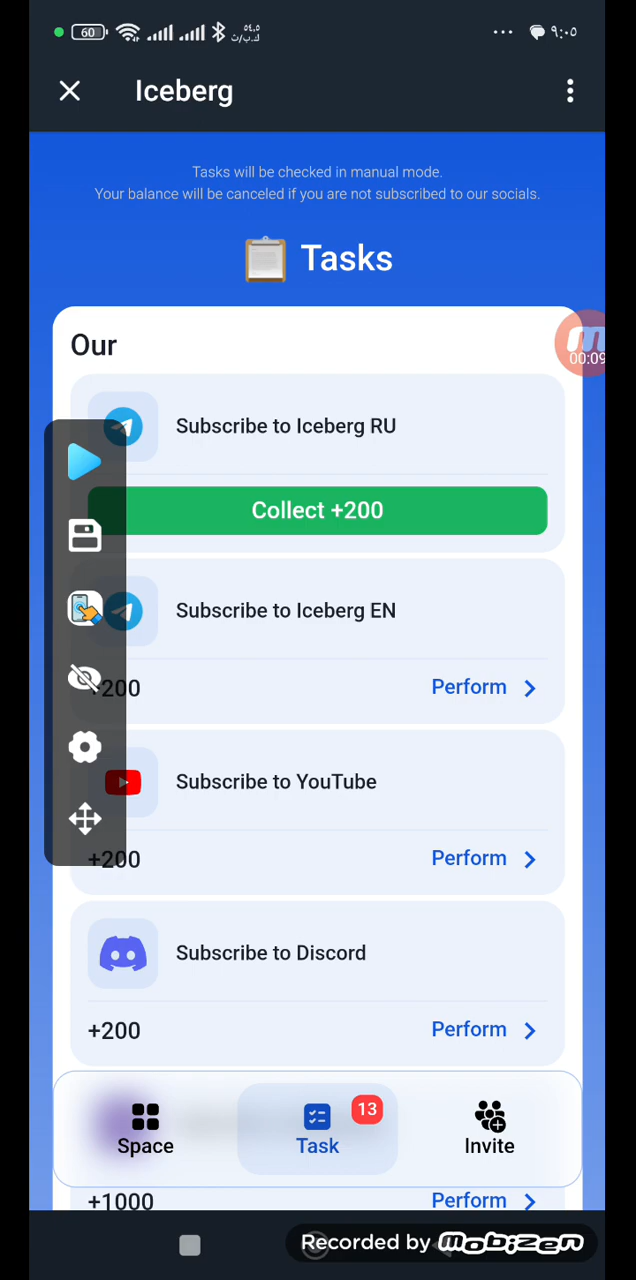 60
٥٤.٥
ك.ب/ث
٩:٠٥
Iceberg
Tasks will be checked in manual mode.
Your balance will be canceled if you are not subscribed to our socials.
Tasks
Our
00:09
Subscribe to Iceberg RU
Collect +200
Subscribe to Iceberg EN
+200
Perform
Subscribe to YouTube
+200
Perform
Subscribe to Discord
+200
Perform
Space
Task
13
Invite
+1000
Perform
Recorded by mobizen